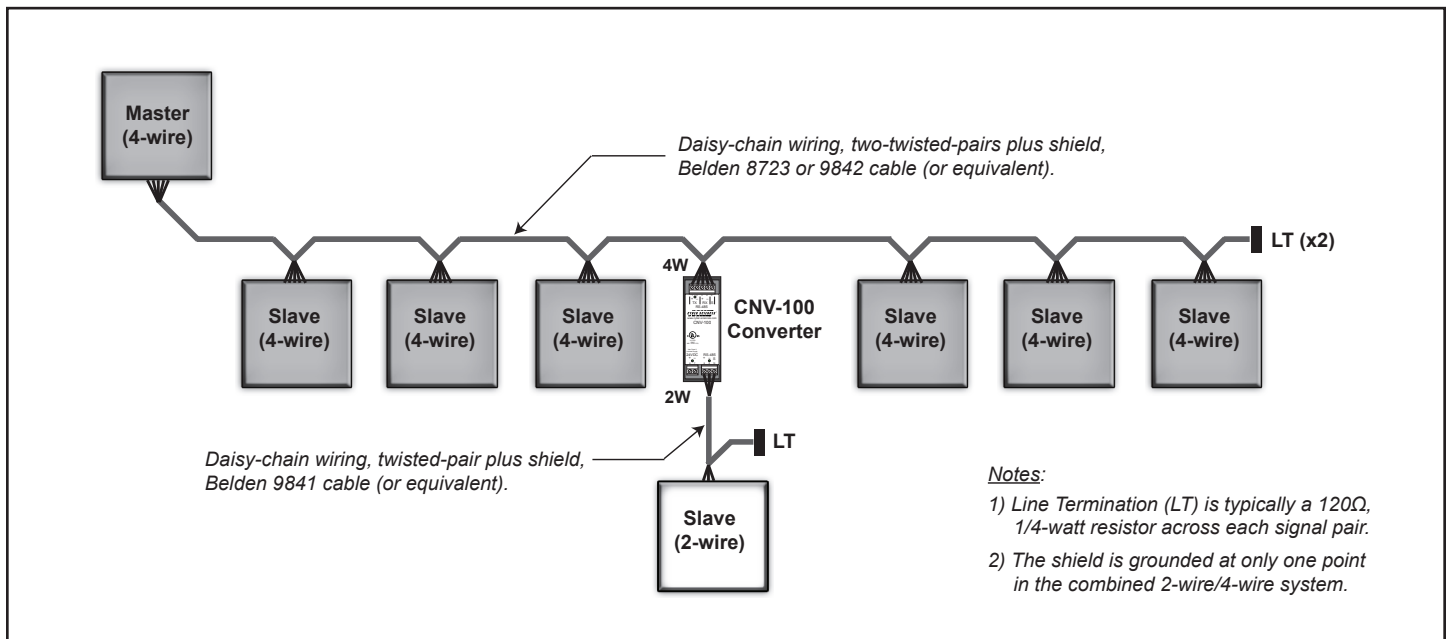 Master
(4-wire)
Daisy-chain wiring, two-twisted-pairs plus shield,
Belden 8723 or 9842 cable (or equivalent).
LT (x2)
4W
Slave
(4-wire)
Slave
(4-wire)
Slave
(4-wire)
CNV-100
CNV-100
Converter
Slave
(4-wire)
Slave
(4-wire)
Slave
(4-wire)
2W
LT
Daisy-chain wiring, twisted-pair plus shield,
Belden 9841 cable (or equivalent).
Slave
(2-wire)
Notes:
1) Line Termination (LT) is typically a 120Ω,
1/4-watt resistor across each signal pair.
2) The shield is grounded at only one point
in the combined 2-wire/4-wire system.